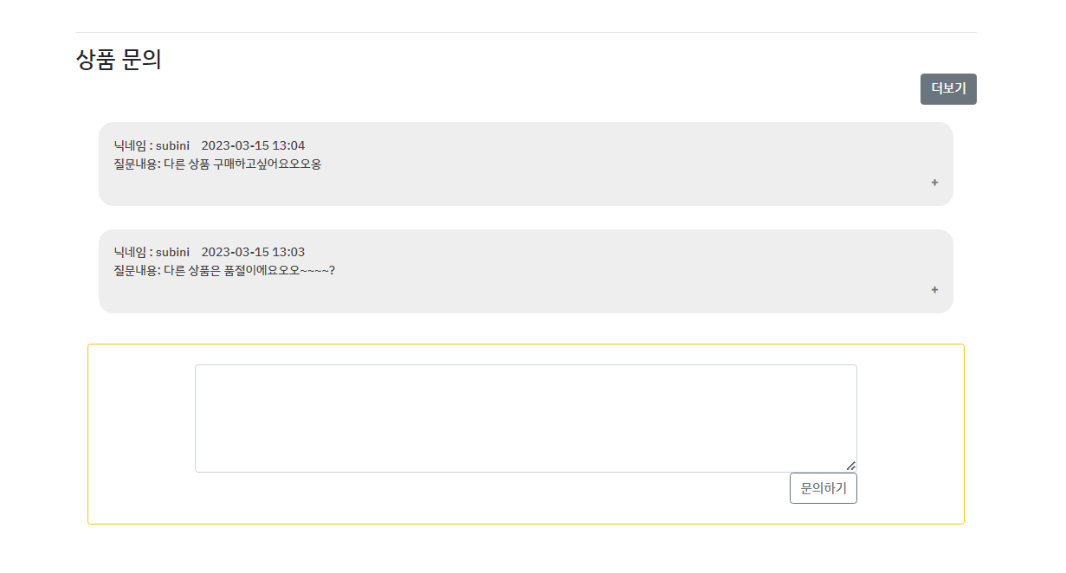 상품 문의
더보기
닉네임 : subini 2023-03-15 13:04
질문내용: 다른 상품 구매하고싶어요오오옹
+
닉네임 : subini 2023-03-15 13:03
질문내용: 다른 상품은 품절이에요오오~~~~?
+
문의하기